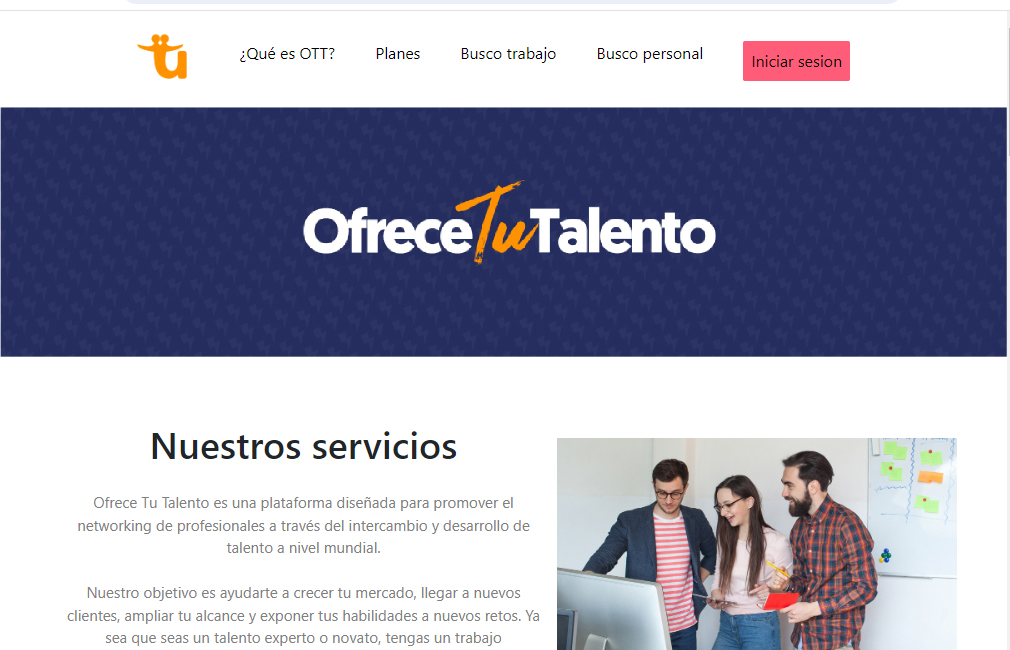 tu
¿Qué es OTT?
Planes
Busco trabajo
Busco personal
Iniciar sesion
OfreceTuTalento
Nuestros servicios
Ofrece Tu Talento es una plataforma diseñada para promover el
networking de profesionales a través del intercambio y desarrollo de
talento a nivel mundial.
Nuestro objetivo es ayudarte a crecer tu mercado, llegar a nuevos
clientes, ampliar tu alcance y exponer tus habilidades a nuevos retos. Ya
sea que seas un talento experto o novato, tengas un trabajo